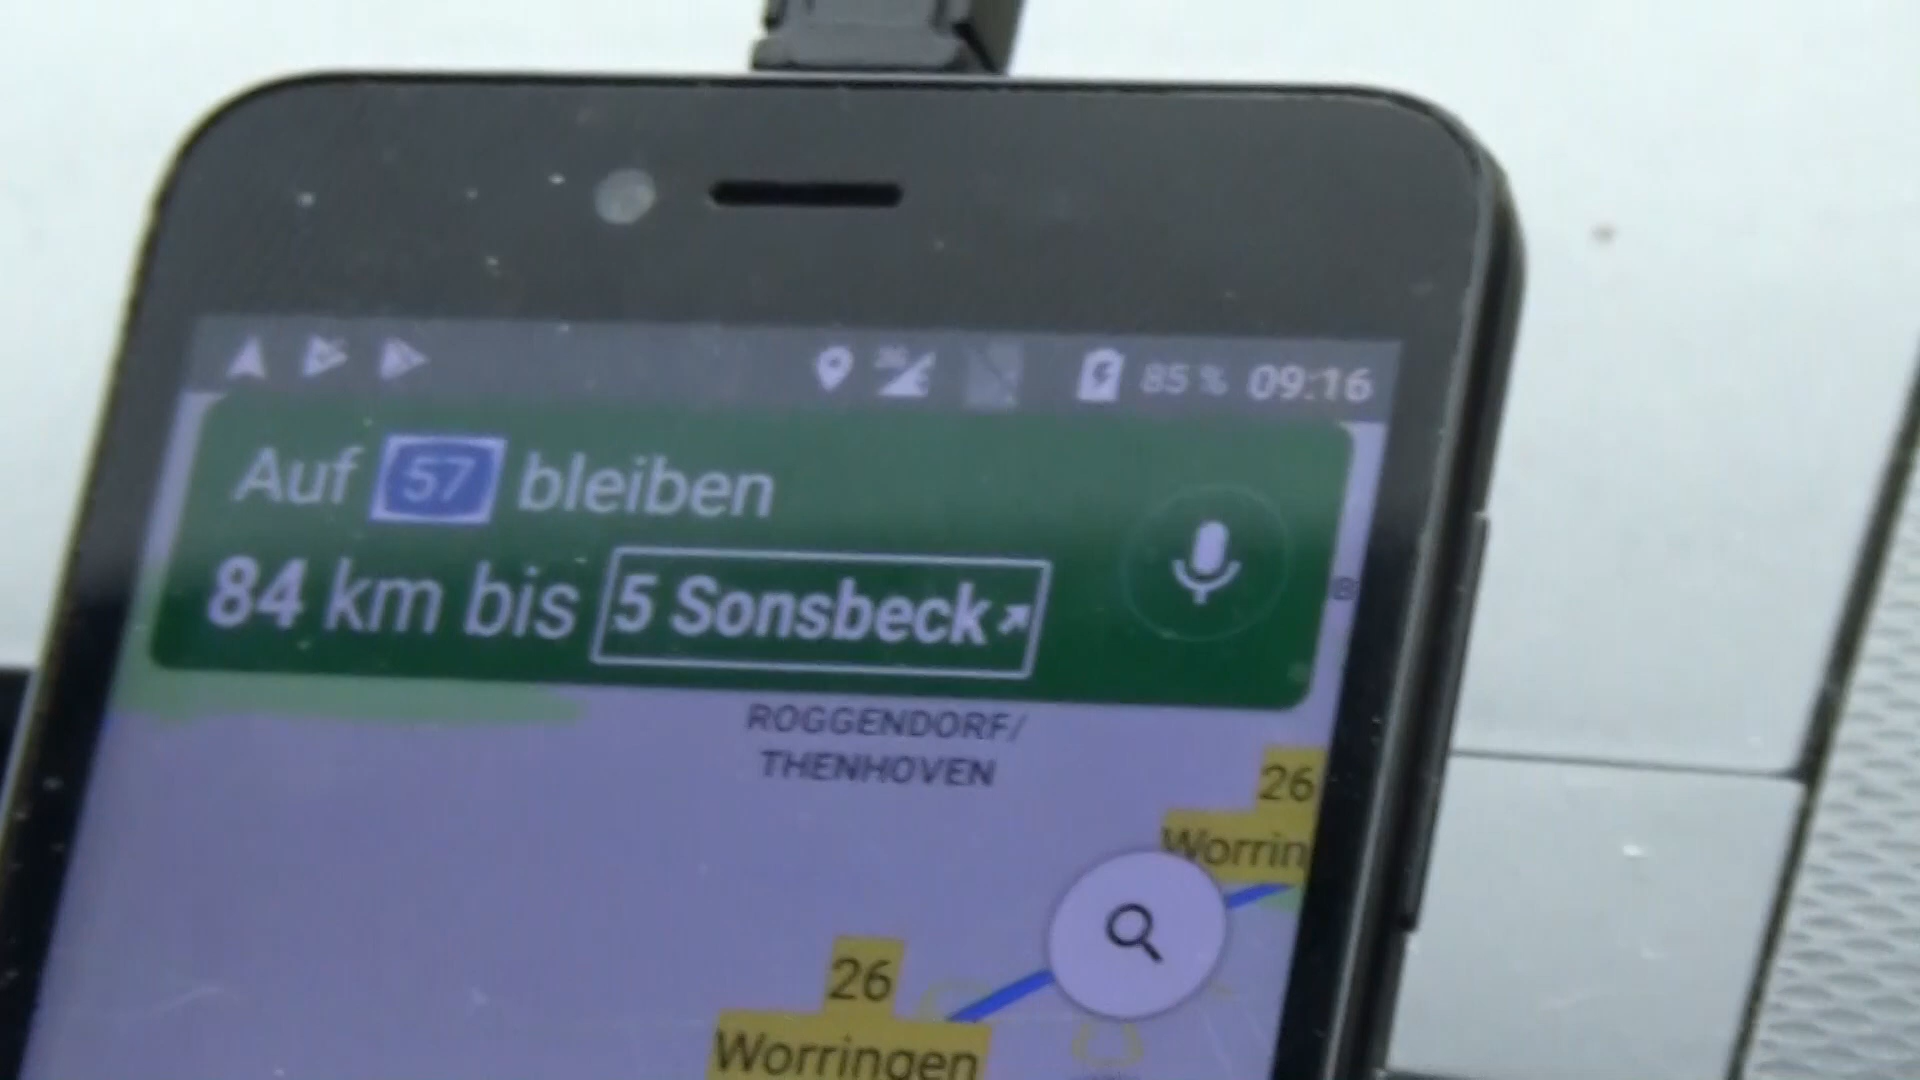 85 % 09:16
Auf 57 bleiben
84 km bis 5 Sonsbeck
ROGGENDORF/
THENHOVEN
26
Worrin
26
Worringen